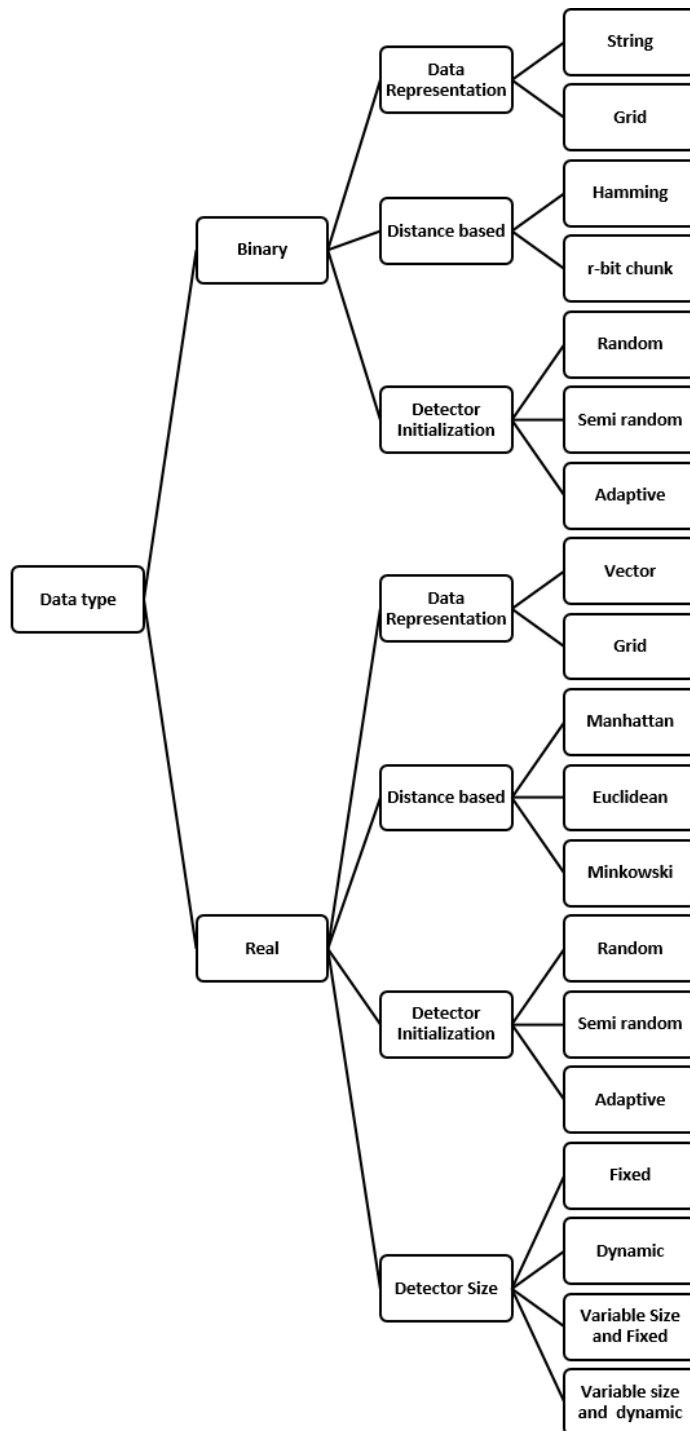 String
Data
Representation
Grid
Hamming
Distance based
Binary
r-bit chunk
Random
Detector
Initialization
Semi random
Adaptive
Data type
Vector
Data
Representation
Grid
Manhattan
Distance based
Euclidean
Minkowski
Real
Random
Detector
Initialization
Semi random
Adaptive
Fixed
Dynamic
Detector Size
Variable Size
and Fixed
Variable size
and  dynamic